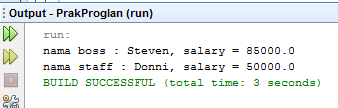 Output - PrakProglan (run)
run:
nama boss : Steven, salary = 85000.0
nama staff : Donni, salary = 50000.0
BUILD SUCCESSFUL (total time: 3 seconds)